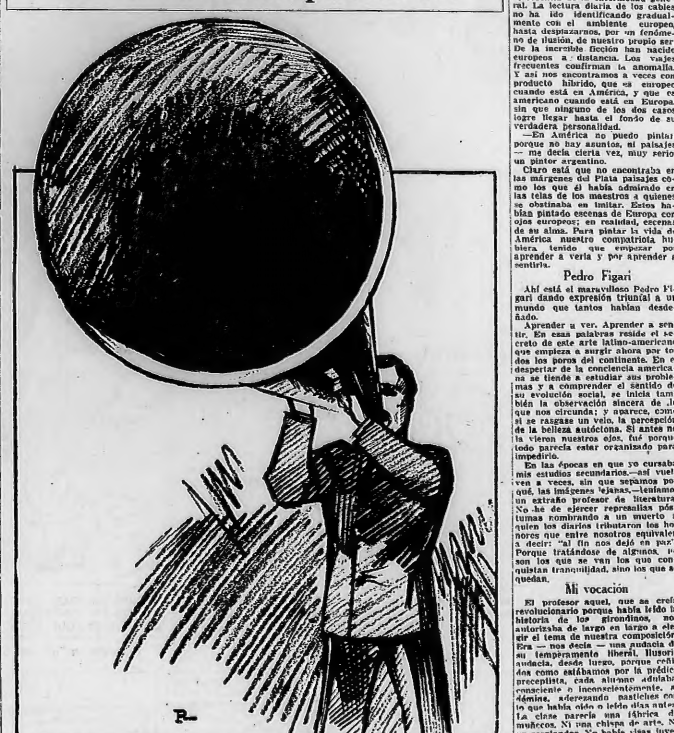 ral. La lectura diaria de los cables
no ha ido identificando gradual-
mente con el ambiente europeo,
hasta desplazarnos, por un fenóme-
no de ilusión, de nuestro propio ser.
De la increíble ficción han nacido
europeos a distancia. Los viajes
frecuentes confirman la anomalía.
Y así nos encontramos a veces con
producto híbrido, que es europeo
cuando está en América, y que es
americano cuando está en Europa,
sin que ninguno de los dos casos
logre llegar hasta el fondo de su
verdadera personalidad.
—En América no puedo pintar
porque no hay asuntos, ni paisajes
— me decía cierta vez, muy serio,
un pintor argentino.
Claro está que no encontraba en
las márgenes del Plata paisajes co-
mo los que él había admirado en
las telas de los maestros a quienes
se obstinaba en imitar. Estos ha-
bían pintado escenas de Europa con
ojos europeos; en realidad, escenas
de su alma. Para pintar la vida de
América nuestro compatriota hu-
biera tenido que empezar por
aprender a verla y por aprender a
sentirla.
Pedro Figari
Ahí está el maravilloso Pedro Fi-
gari dando expresión triunfal a un
mundo que tantos habían desde-
ñado.
Aprender a ver. Aprender a sen-
tir. En esas palabras reside el se-
creto de este arte latino-americano
que empieza a surgir ahora por to-
dos los poros del continente. En el
despertar de la conciencia america-
na se tiende a estudiar sus proble-
mas y a comprender el sentido de
su evolución social, se inicia tam-
bién la observación sincera de lo
que nos circunda; y aparece, como
si se rasgase un velo, la percepción
de la belleza autóctona. Si antes no
la vieron nuestros ojos, fué porque
todo parecía estar organizado para
impedirlo.
En las épocas en que yo cursaba
mis estudios secundarios,—así vuel-
ven a veces, sin que sepamos por
qué, las imágenes lejanas,—teníamos
un extraño profesor de literatura.
No he de ejercer represalias pós-
tumas nombrando a un muerto a
quien los diarios tributaron los ho-
nores que entre nosotros equivalen
a decir: "al fin nos dejó en paz".
Porque tratándose de algunos,
son los que se van los que con-
quistan tranquilidad, sino los que se
quedan.
Mi vocación
El profesor aquel, que se creía
revolucionario porque había leído la
historia de los girondinos, nos
autorizaba de largo en largo a ele-
gir el tema de nuestra composición.
Era — nos decía — una audacia de
su temperamento liberal. Ilusoria
audacia, desde luego, porque ceñi-
dos como estábamos por la prédica
preceptista, cada alumno adulaba
consciente o inconscientemente, al
dómine, aderezando pastiches con
lo que había oído o leído días antes.
La clase parecía una fábrica de
muñecos. Ni una chispa de arte. N
R—